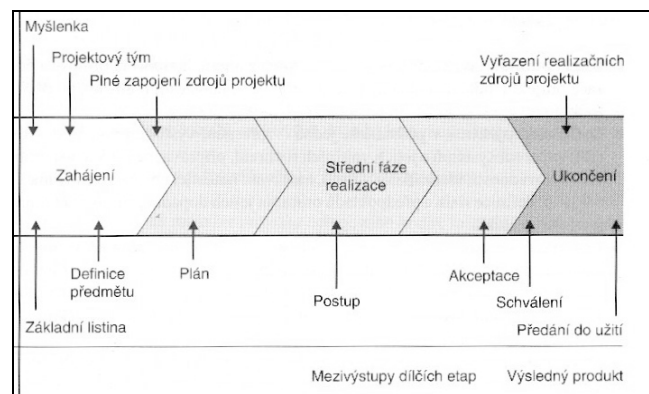 Myšlenka
Projektový tým
Plné zapojení zdrojů projektu
Vyřazení realizačních
zdrojů projektu
Zahájení
Střední fáze
realizace
Ukončení
Definice
předmětu
Plán
Postup
Akceptace
Schválení
Základní listina
Předání do užití
Mezivýstupy dílčích etap
Výsledný produkt